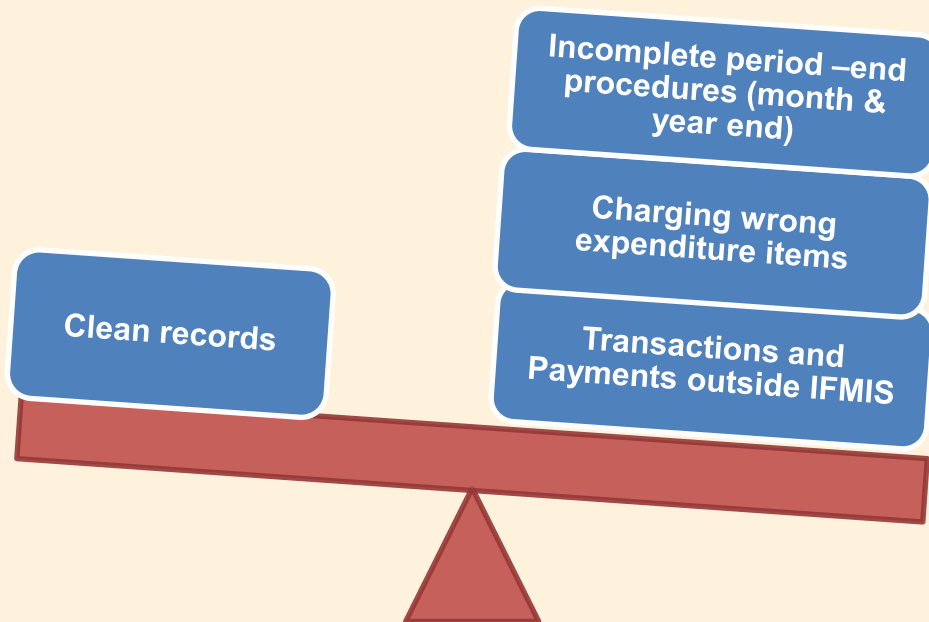 Incomplete period –end
procedures (month &
year end)
Charging wrong
expenditure items
Clean records
Transactions and
Payments outside IFMIS